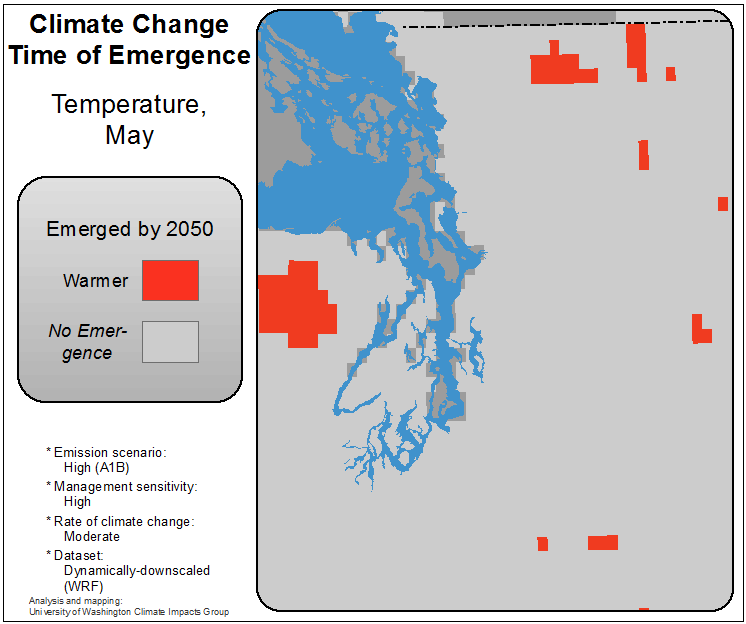 Climate Change
Time of Emergence
Temperature,
May
Emerged by 2050
Warmer
No Emer-
gence
* Emission scenario:
High (A1B)
* Management sensitivity:
High
* Rate of climate change:
Moderate
* Dataset:
Dynamically-downscaled
(WRF)
Analysis and mapping:
University of Washington Climate Impacts Group